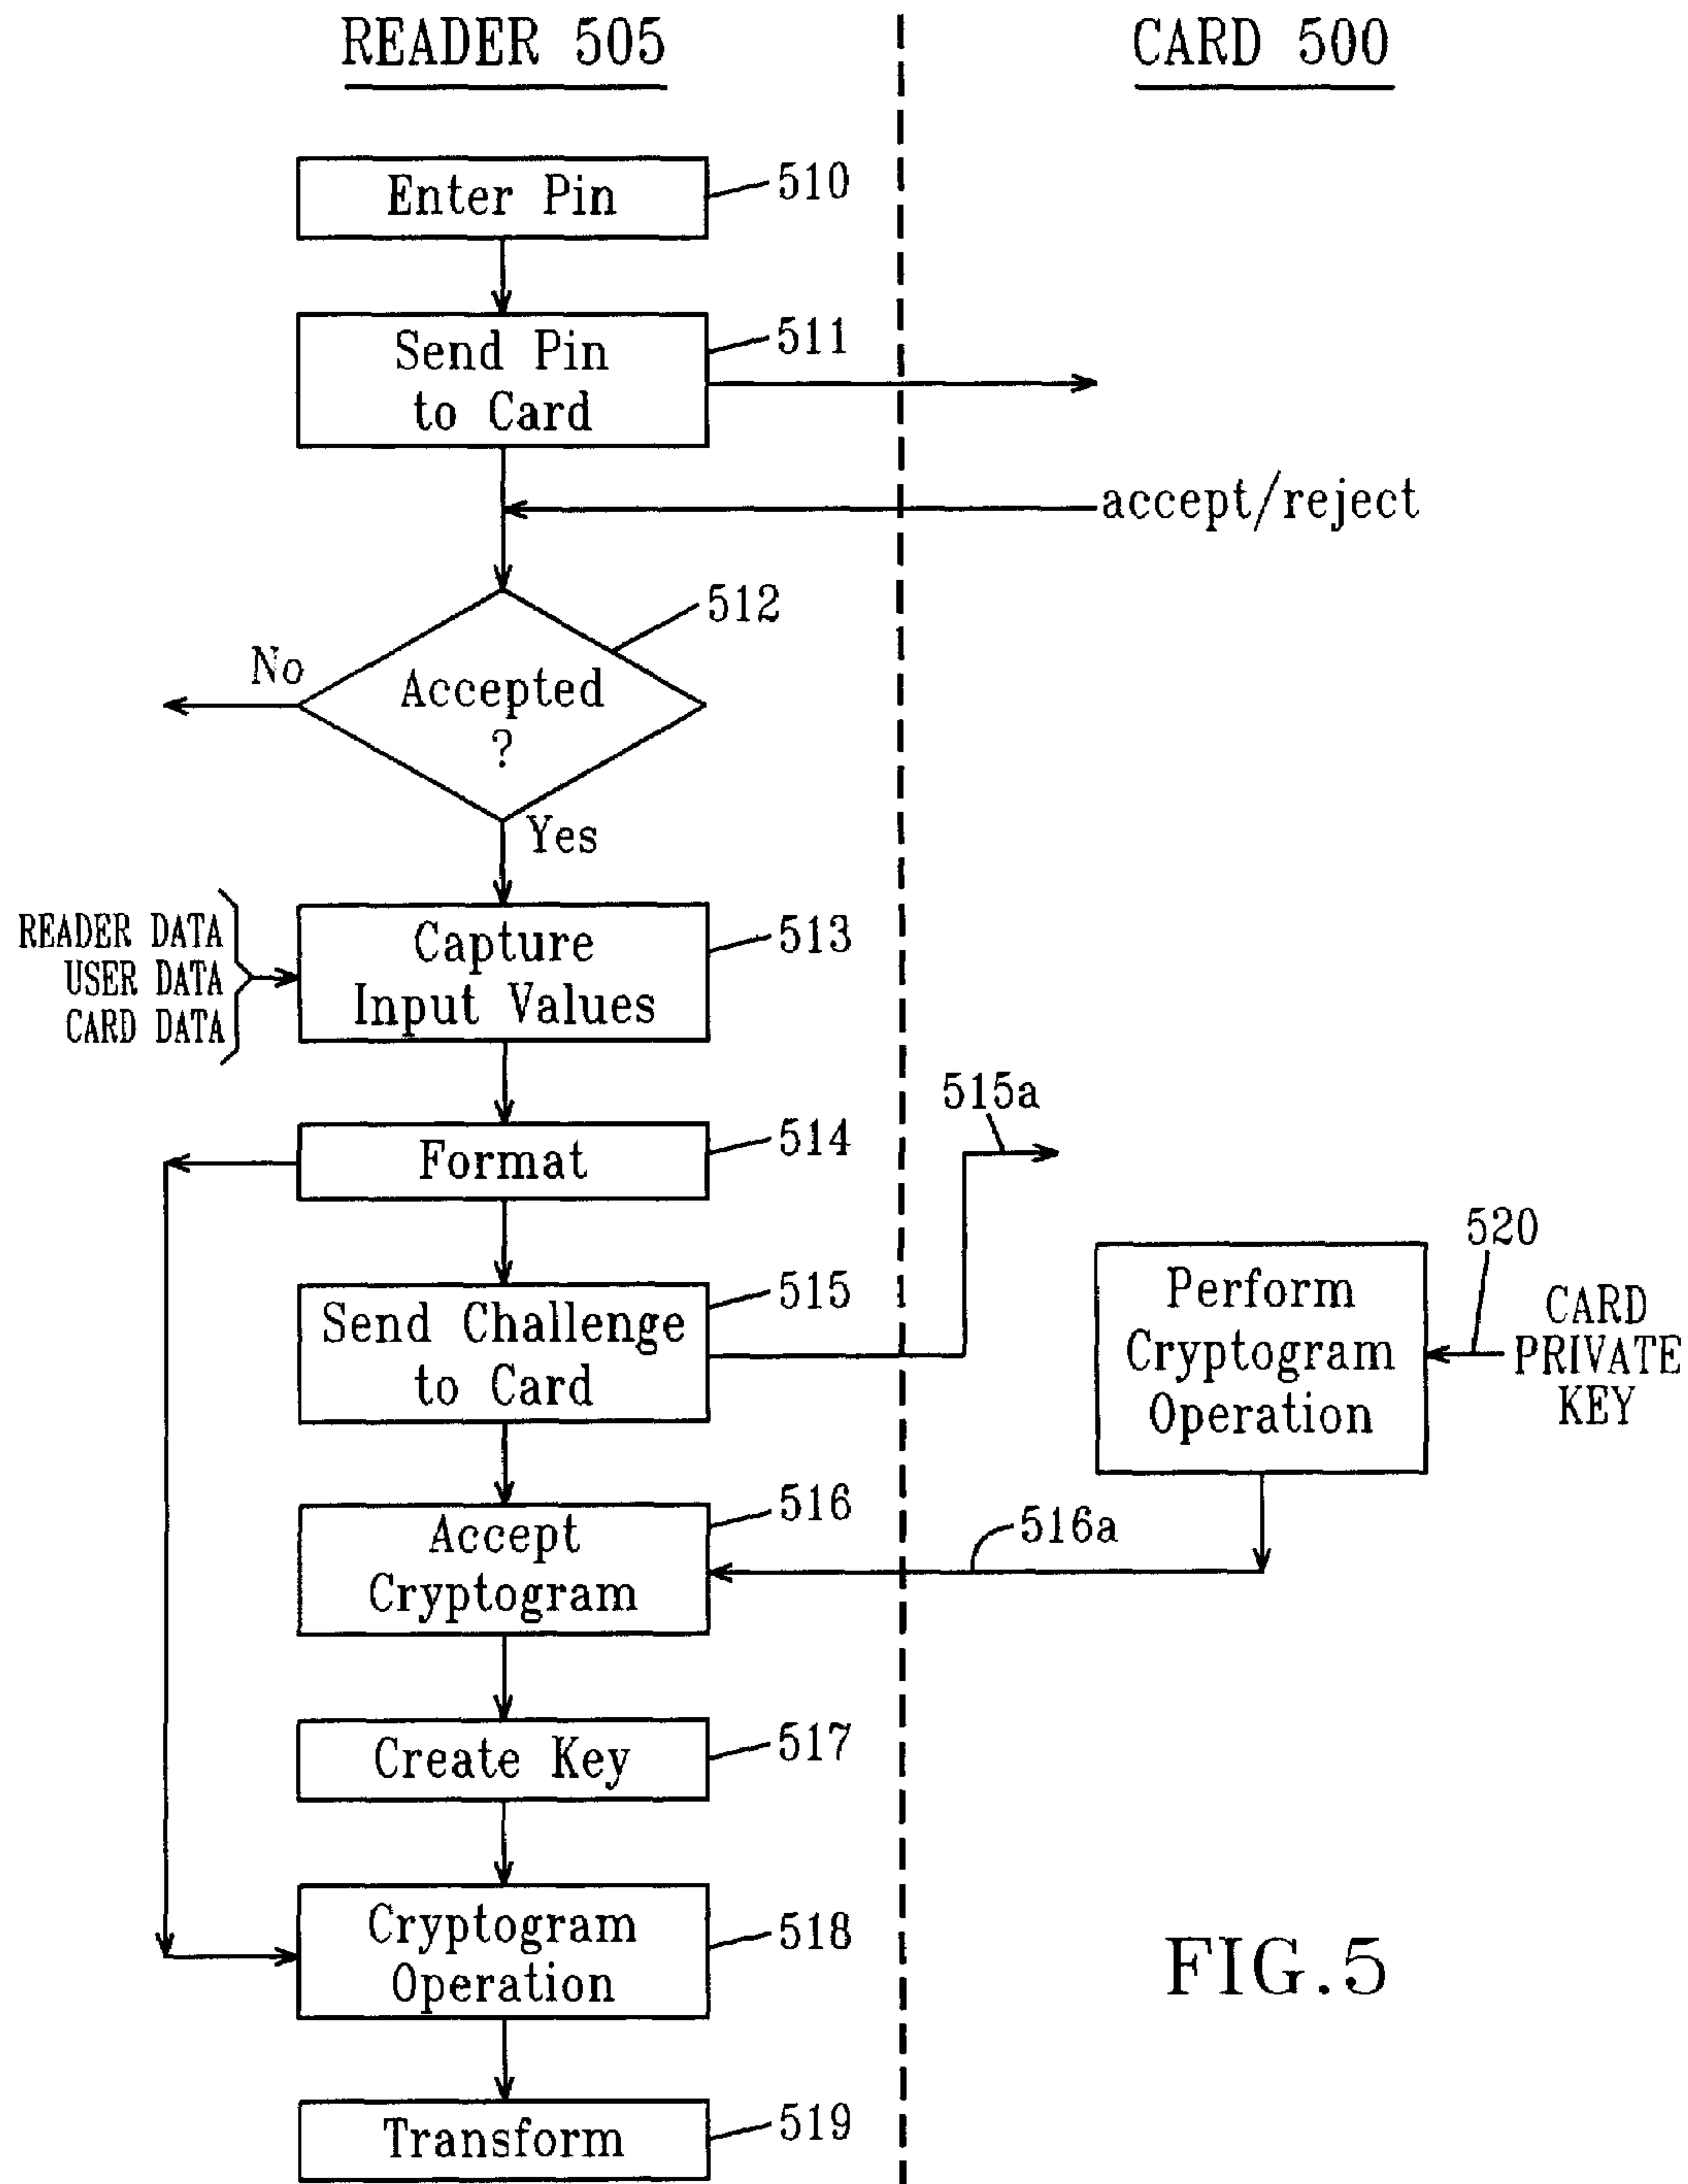 READER 505
CARD 500
Enter Pin
510
Send Pin
to Card
511
accept/reject
512
No
Accepted
?
Yes
READER DATA
USER DATA
CARD DATA
Capture
Input Values
513
Format
514
515a
Send Challenge
to Card
515
Perform
Cryptogram
Operation
520
CARD
PRIVATE
KEY
Accept
Cryptogram
516
516a
Create Key
517
Cryptogram
Operation
518
Transform
519
FIG.5